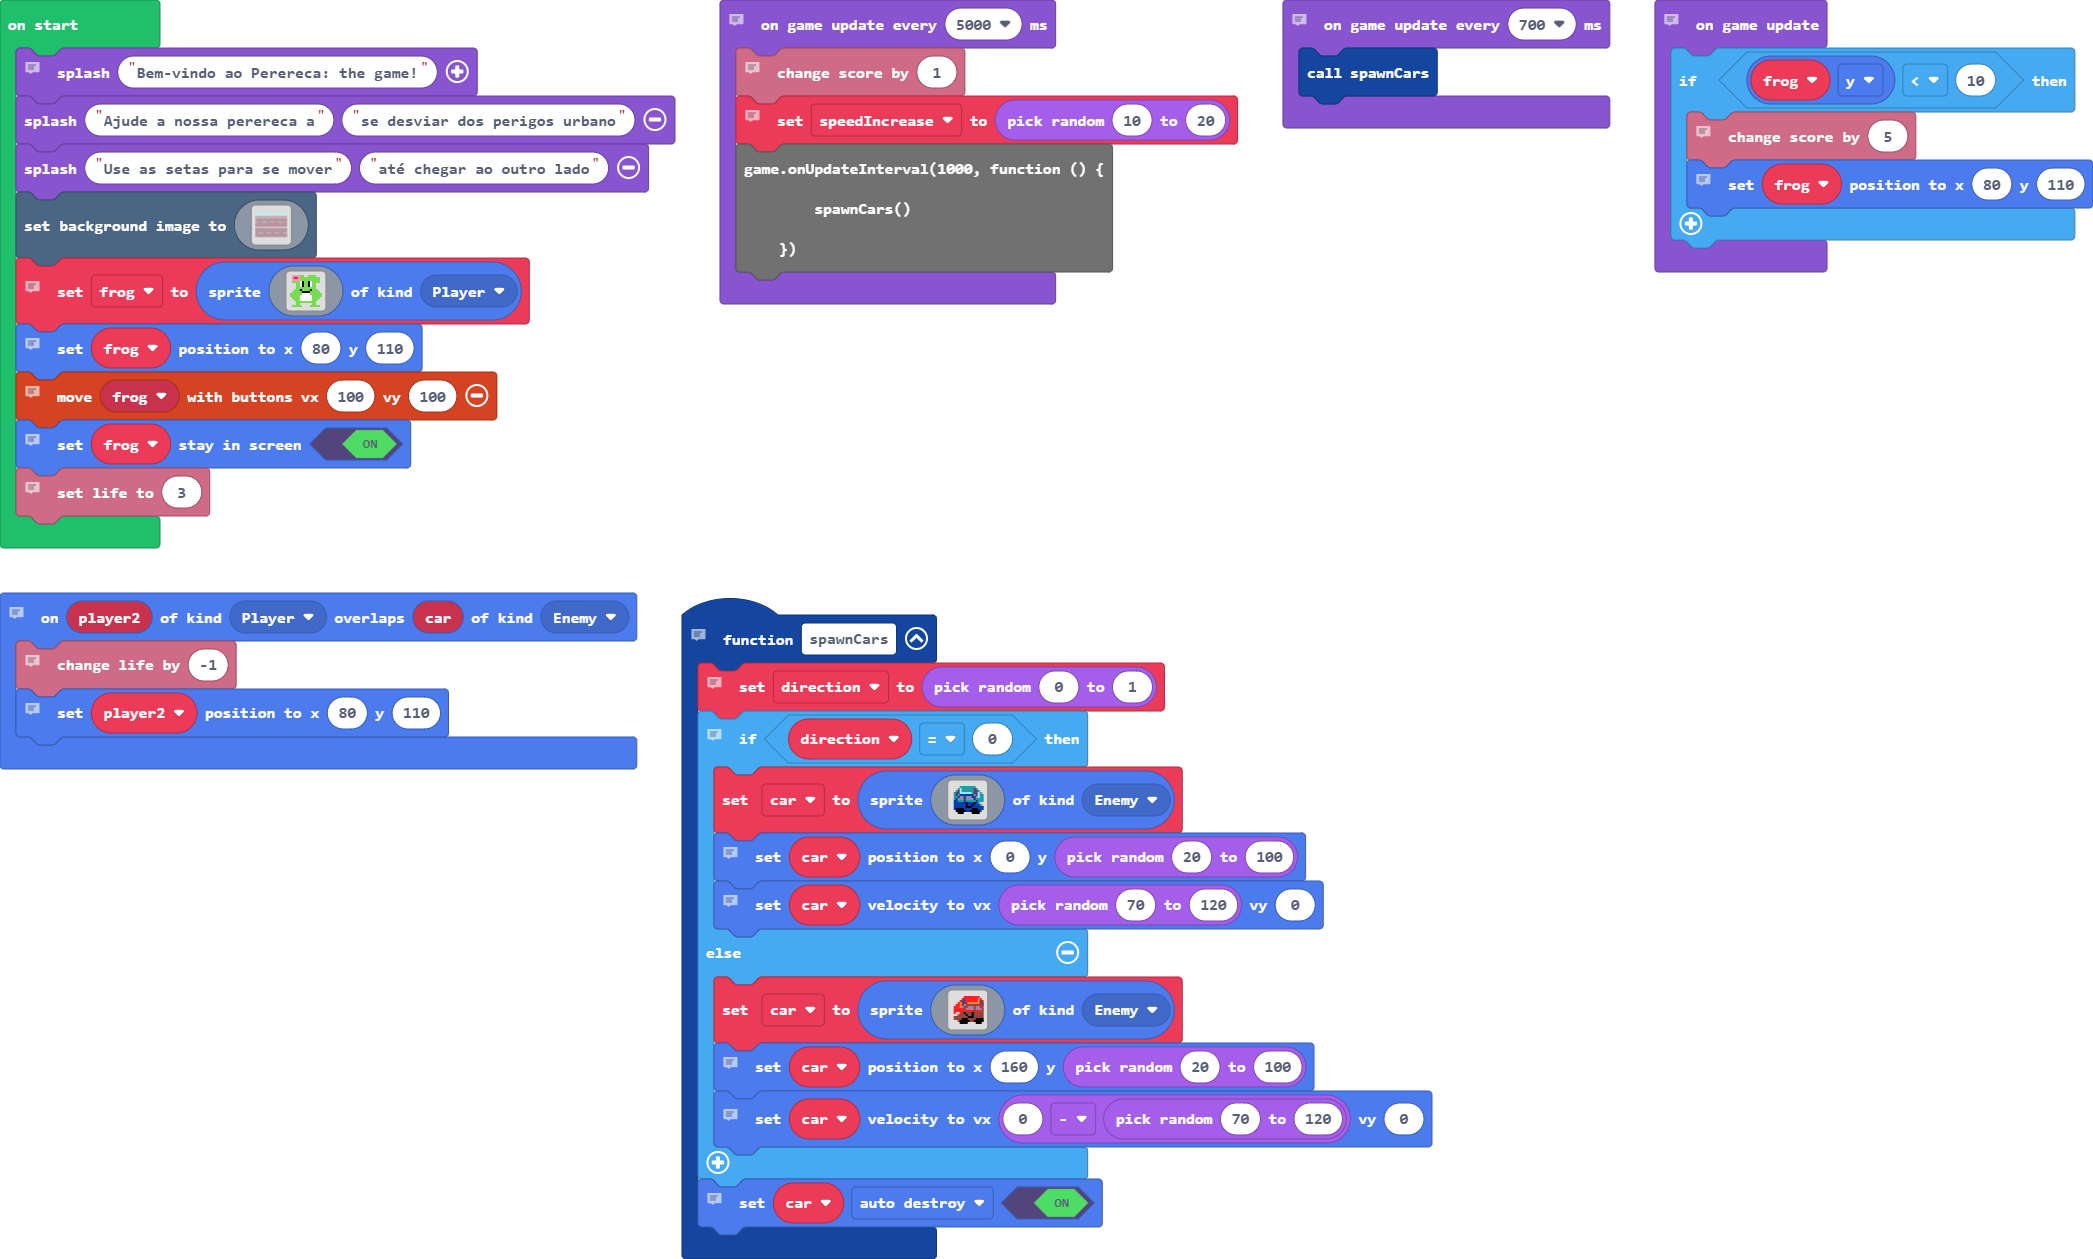 on start
splash "Bem-vindo ao Perereca: the game!"
splash "Ajude a nossa perereca a" "se desviar dos perigos urbano"
splash "Use as setas para se mover" "até chegar ao outro lado"
set background image to
set frog to sprite of kind Player
set frog position to x 80 y 110
move frog with buttons vx 100 vy 100
set frog stay in screen ON
set life to 3
on game update every 5000 ms
change score by 1
set speedIncrease to pick random 10 to 20
game.onUpdateInterval(1000, function () {
spawnCars()
})
on game update every 700 ms
call spawnCars
on game update
if frog y < 10 then
change score by 5
set frog position to x 80 y 110
on player2 of kind Player overlaps car of kind Enemy
change life by -1
set player2 position to x 80 y 110
function spawnCars
set direction to pick random 0 to 1
if direction = 0 then
set car to sprite of kind Enemy
set car position to x 0 y pick random 20 to 100
set car velocity to vx pick random 70 to 120 vy 0
else
set car to sprite of kind Enemy
set car position to x 160 y pick random 20 to 100
set car velocity to vx 0 - pick random 70 to 120 vy 0
set car auto destroy ON